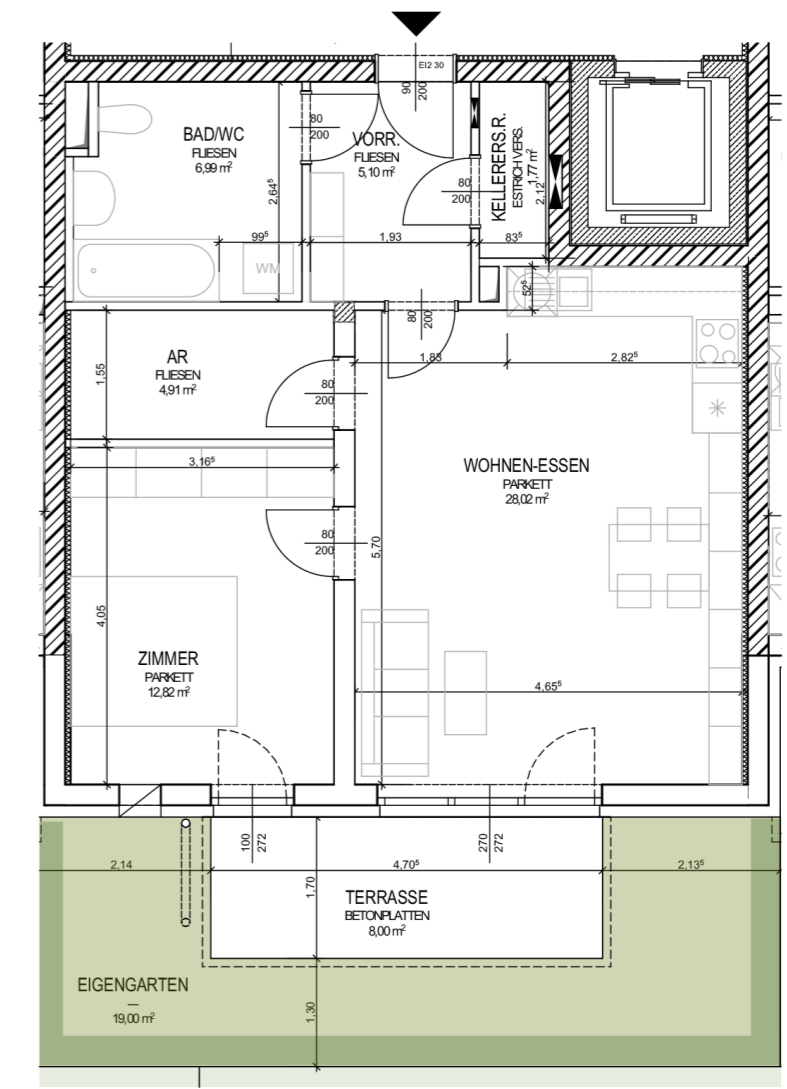 EI2 30
90
200
BAD/WC
FLIESEN
6,99 m²
80
200
VORR.
FLIESEN
5,10 m²
KELLERERS.R.
ESTRICH VERS.
1,77 m²
2,12
2,64⁵
80
200
99⁵
1,93
83⁵
WM
52⁵
80
200
1,83
2,82⁵
AR
FLIESEN
4,91 m²
1,55
80
200
3,16⁵
WOHNEN-ESSEN
PARKETT
28,02 m²
80
200
5,70
4,05
ZIMMER
PARKETT
12,82 m²
4,65⁵
100
272
270
272
2,14
4,70⁵
2,13⁵
1,70
TERRASSE
BETONPLATTEN
8,00 m²
EIGENGARTEN
---
19,00 m²
1,30